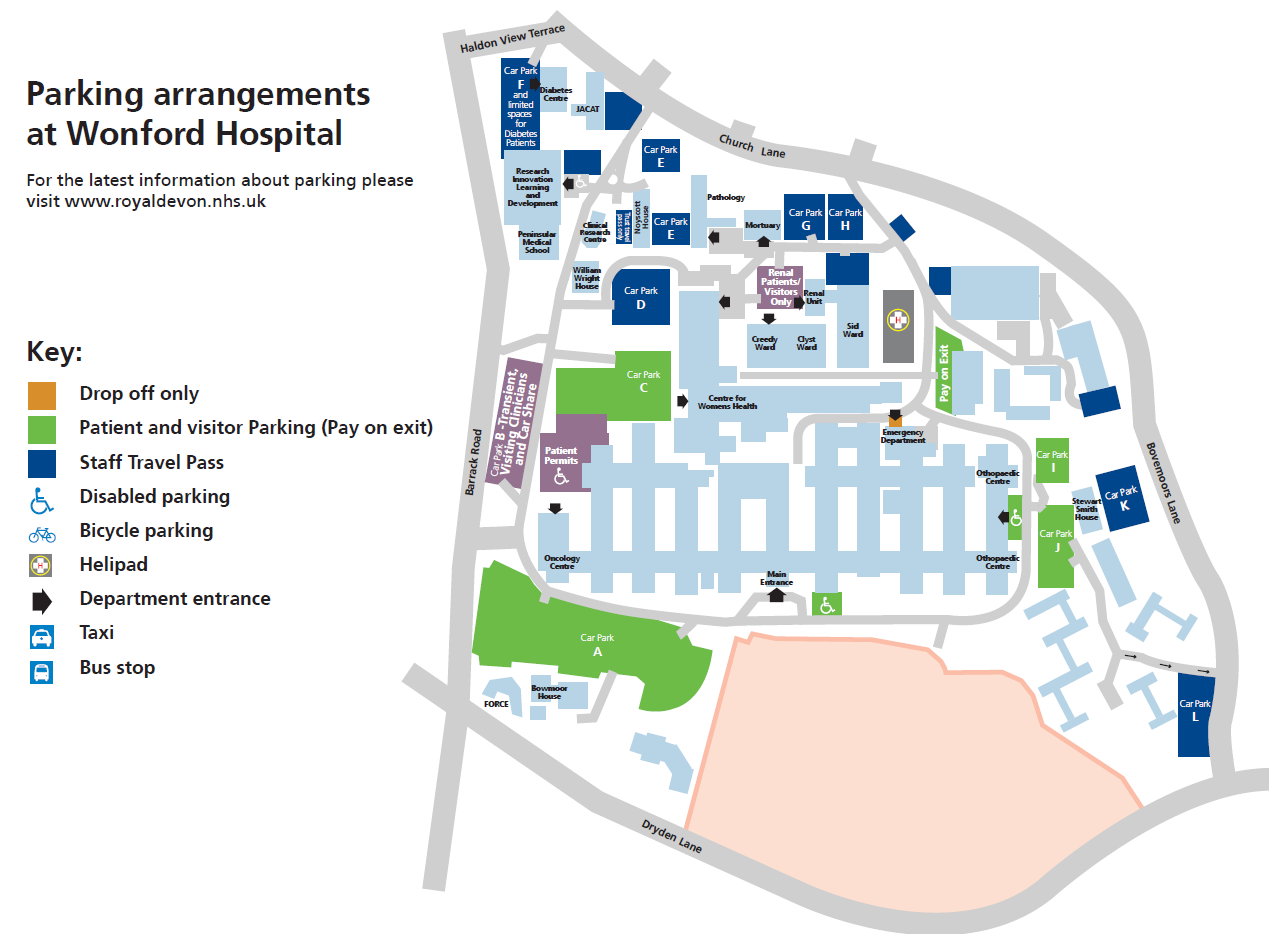 Parking arrangements
at Wonford Hospital
For the latest information about parking please
visit www.royaldevon.nhs.uk
Key:
Drop off only
Patient and visitor Parking (Pay on exit)
Staff Travel Pass
Disabled parking
Bicycle parking
Helipad
Department entrance
Taxi
Bus stop
Haldon View Terrace
Car Park
F
and
limited
spaces
for
Diabetes
Patients
Diabetes
Centre
JACAT
Church Lane
Car Park
E
Research
Innovation
Learning
and
Development
Peninsular
Medical
School
Clinical
Research
Centre
Trust travel
pass only
Noyscott
House
Car Park
E
Pathology
Mortuary
Car Park
G
Car Park
H
William
Wright
House
Car Park
D
Renal
Patients/
Visitors
Only
Renal
Unit
Creedy
Ward
Clyst
Ward
Sid
Ward
H
Pay on Exit
Car Park
C
Car Park B -Transient,
Visiting Clinicians
and Car Share
Centre for
Womens Health
Patient
Permits
Emergency
Department
Barrack Road
Othopaedic
Centre
Car Park
I
Stewart
Smith
House
Car Park
K
Bovemoors Lane
Car Park
J
Oncology
Centre
Othopaedic
Centre
Main
Entrance
Car Park
A
FORCE
Bowmoor
House
Car Park
L
Dryden Lane